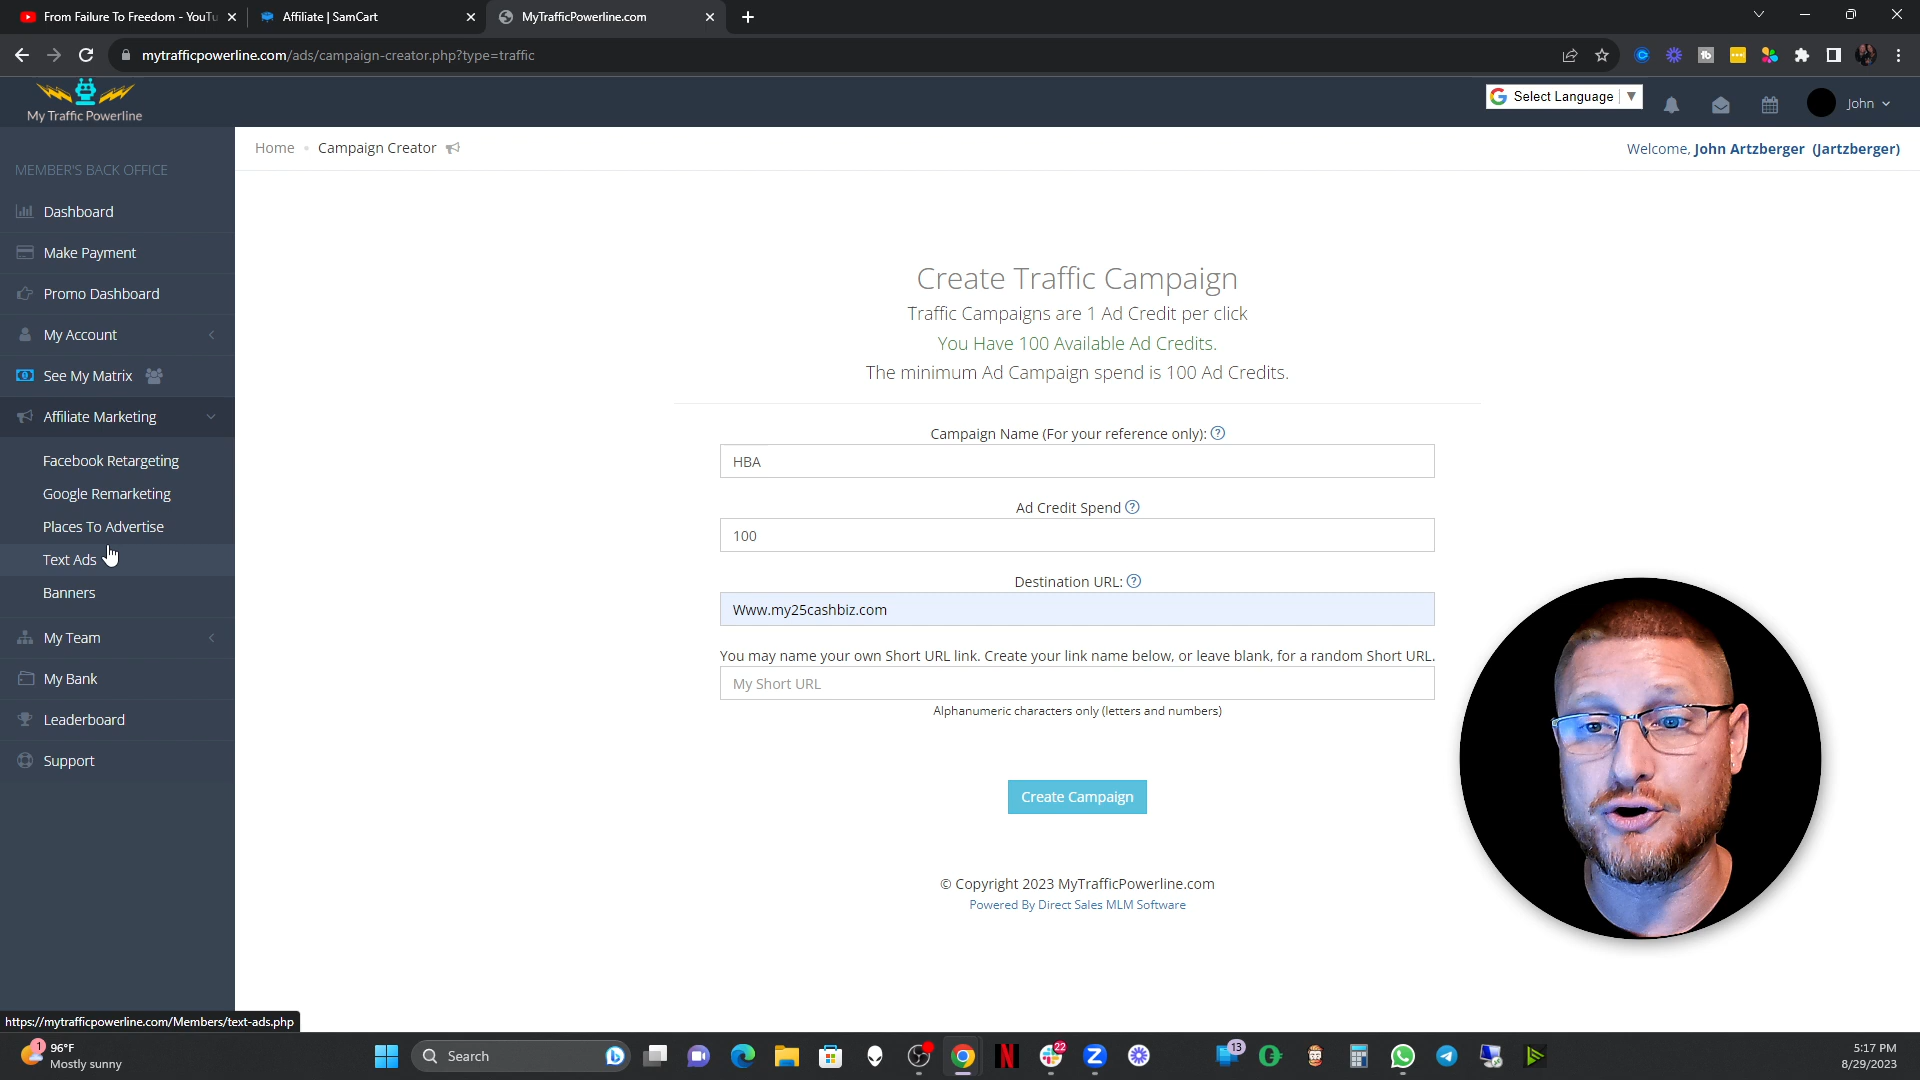 From Failure To Freedom - YouTu
Affiliate | SamCart
MyTrafficPowerline.com
mytrafficpowerline.com/ads/campaign-creator.php?type=traffic
My Traffic Powerline
Select Language
John
Home • Campaign Creator
Welcome, John Artzberger (Jartzberger)
MEMBER'S BACK OFFICE
Dashboard
Make Payment
Promo Dashboard
My Account
See My Matrix
Affiliate Marketing
Facebook Retargeting
Google Remarketing
Places To Advertise
Text Ads
Banners
My Team
My Bank
Leaderboard
Support
Create Traffic Campaign
Traffic Campaigns are 1 Ad Credit per click
You Have 100 Available Ad Credits.
The minimum Ad Campaign spend is 100 Ad Credits.
Campaign Name (For your reference only):
HBA
Ad Credit Spend
100
Destination URL:
Www.my25cashbiz.com
You may name your own Short URL link. Create your link name below, or leave blank, for a random Short URL.
My Short URL
Alphanumeric characters only (letters and numbers)
Create Campaign
© Copyright 2023 MyTrafficPowerline.com
Powered By Direct Sales MLM Software
https://mytrafficpowerline.com/Members/text-ads.php
1
96°F
Mostly sunny
Search
22
13
5:17 PM
8/29/2023